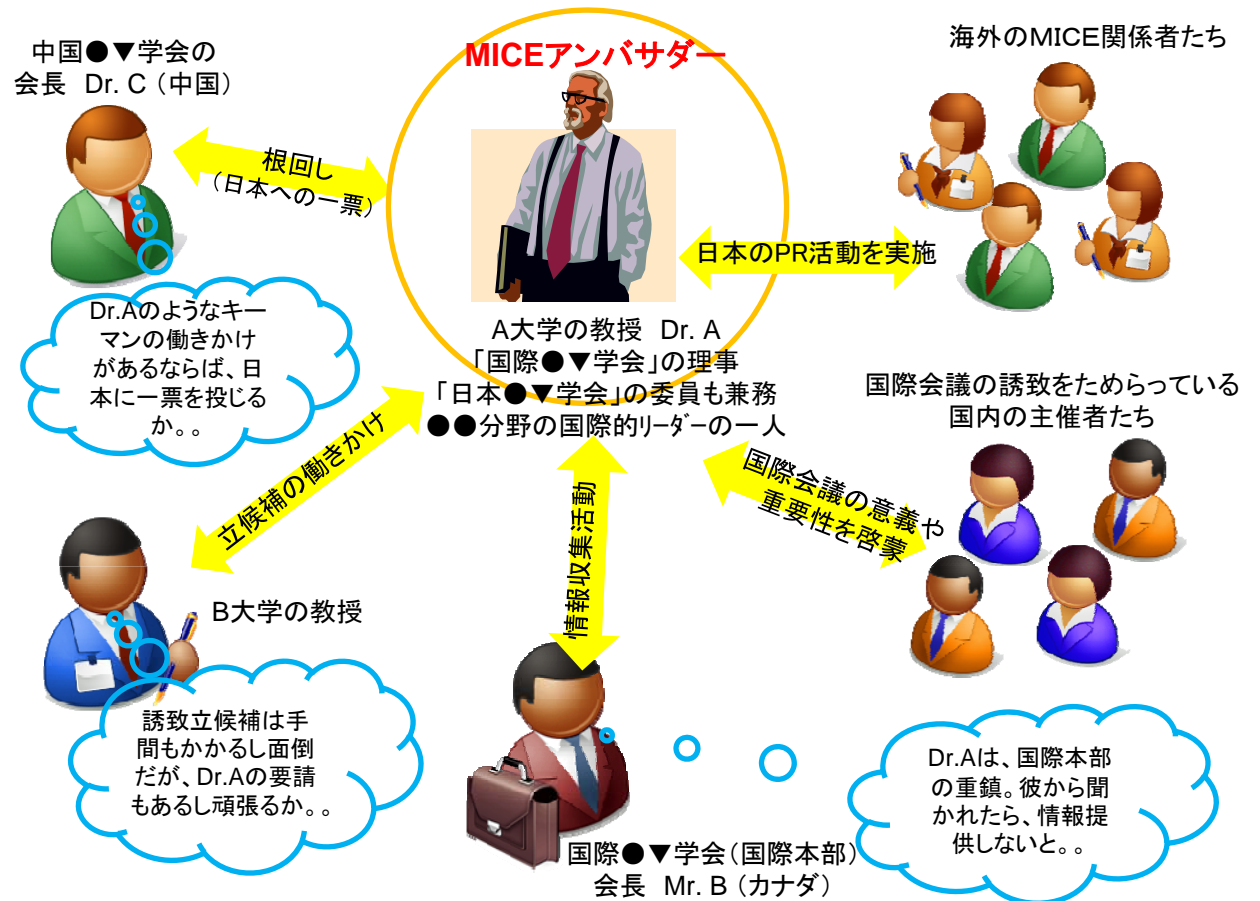 中国●▼学会の
会長 Dr. C（中国）
MICEアンバサダー
海外のMICE関係者たち
根回し
（日本への一票）
日本のPR活動を実施
Dr.Aのようなキー
マンの働きかけ
があるならば、日
本に一票を投じる
か。。
A大学の教授 Dr. A
「国際●▼学会」の理事
「日本●▼学会」の委員も兼務
●●分野の国際的リーダーの一人
国際会議の誘致をためらっている
国内の主催者たち
立候補の働きかけ
情報収集活動
国際会議の意義や
重要性を啓蒙
B大学の教授
誘致立候補は手
間もかかるし面倒
だが、Dr.Aの要請
もあるし頑張るか。。
Dr.Aは、国際本部
の重鎮。彼から聞
かれたら、情報提
供しないと。。
国際●▼学会（国際本部）
会長 Mr. B（カナダ）